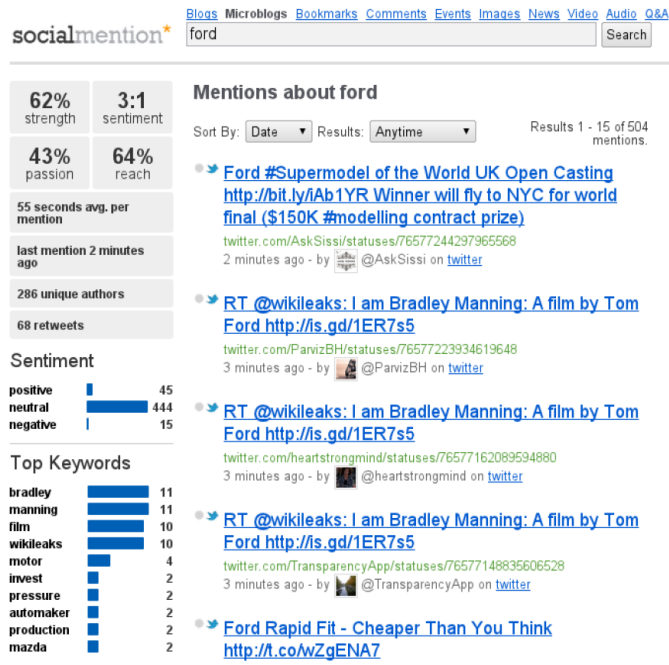 Blogs Microblogs Bookmarks Comments Events Images News Video Audio Q&A
socialmention*
ford Search
62% strength
3:1 sentiment
43% passion
64% reach
55 seconds avg. per
mention
last mention 2 minutes
ago
286 unique authors
68 retweets
Sentiment
positive 45
neutral 444
negative 15
Top Keywords
bradley 11
manning 11
film 10
wikileaks 10
motor 4
invest 2
pressure 2
automaker 2
production 2
mazda 2
Mentions about ford
Sort By: Date Results: Anytime
Results 1 - 15 of 504
mentions.
Ford #Supermodel of the World UK Open Casting
http://bit.ly/iAb1YR Winner will fly to NYC for world
final ($150K #modelling contract prize)
twitter.com/AskSissi/statuses/76577244297965568
2 minutes ago - by @AskSissi on twitter
RT @wikileaks: I am Bradley Manning: A film by Tom
Ford http://is.gd/1ER7s5
twitter.com/ParvizBH/statuses/76577223934619648
3 minutes ago - by @ParvizBH on twitter
RT @wikileaks: I am Bradley Manning: A film by Tom
Ford http://is.gd/1ER7s5
twitter.com/heartstrongmind/statuses/76577162089594880
3 minutes ago - by @heartstrongmind on twitter
RT @wikileaks: I am Bradley Manning: A film by Tom
Ford http://is.gd/1ER7s5
twitter.com/TransparencyApp/statuses/76577148835606528
3 minutes ago - by @TransparencyApp on twitter
Ford Rapid Fit - Cheaper Than You Think
http://t.co/wZgENA7